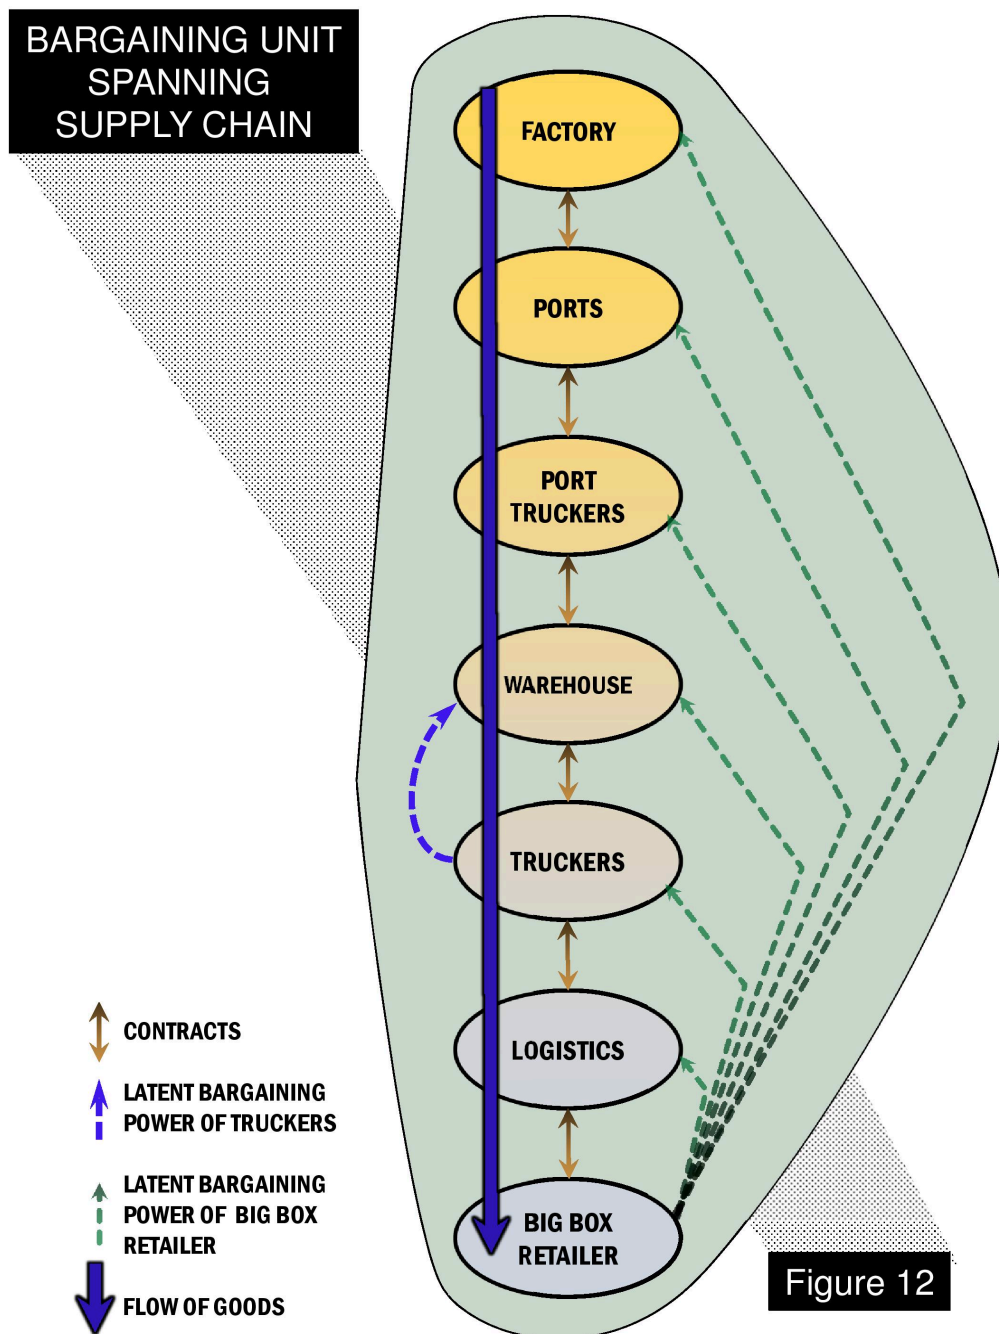 BARGAINING UNIT
SPANNING
SUPPLY CHAIN
FACTORY
PORTS
PORT
TRUCKERS
WAREHOUSE
TRUCKERS
LOGISTICS
BIG BOX
RETAILER
CONTRACTS
LATENT BARGAINING
POWER OF TRUCKERS
LATENT BARGAINING
POWER OF BIG BOX
RETAILER
FLOW OF GOODS
Figure 12